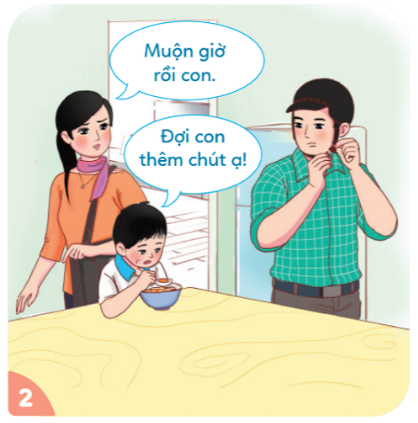 Muộn giờ
rồi con.
Đợi con
thêm chút ạ!
2